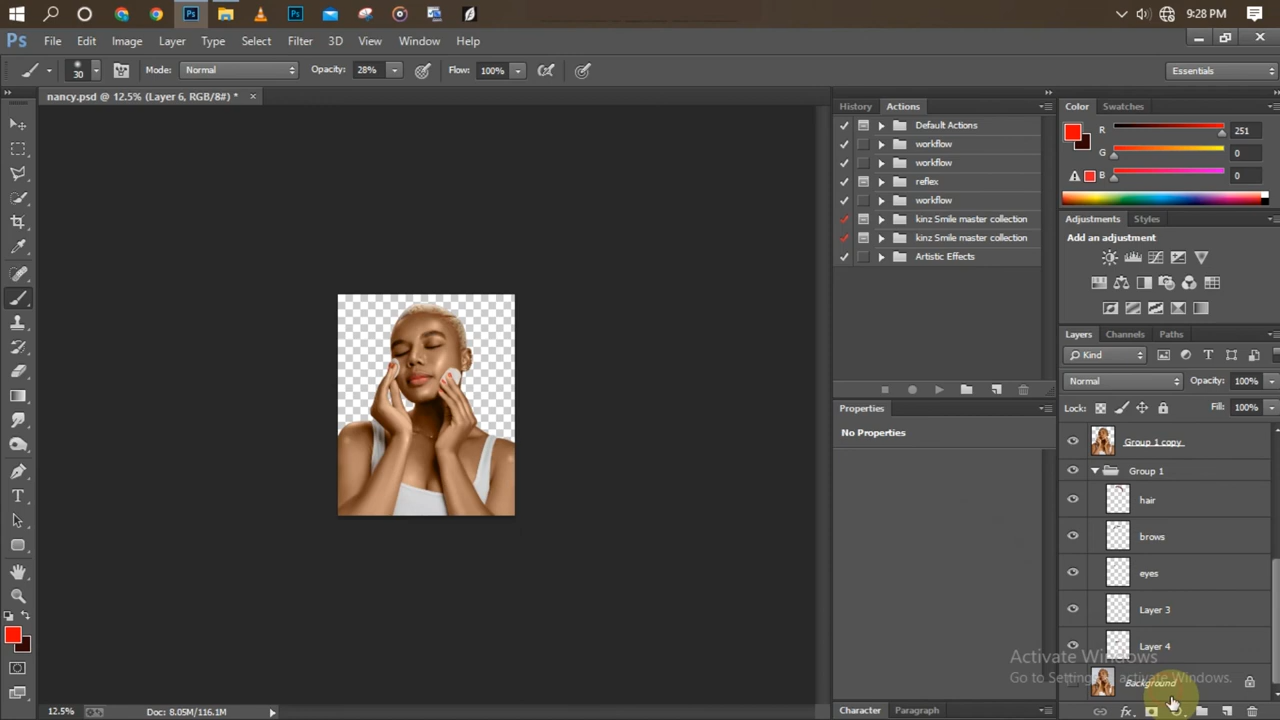 9:28 PM
Ps File Edit Image Layer Type Select Filter 3D View Window Help
30 Mode: Normal Opacity: 28% Flow: 100% Essentials
nancy.psd @ 12.5% (Layer 6, RGB/8#) *
History Actions
Default Actions
workflow
workflow
reflex
workflow
kinz Smile master collection
kinz Smile master collection
Artistic Effects
Properties
No Properties
Color Swatches
R 251
G 0
B 0
Adjustments Styles
Add an adjustment
Layers Channels Paths
Kind
Normal Opacity: 100%
Lock: Fill: 100%
Group 1 copy
Group 1
hair
brows
eyes
Layer 3
Layer 4
Background
Activate Windows
Go to Settings to activate Windows.
12.5% Doc: 8.05M/116.1M
Character Paragraph